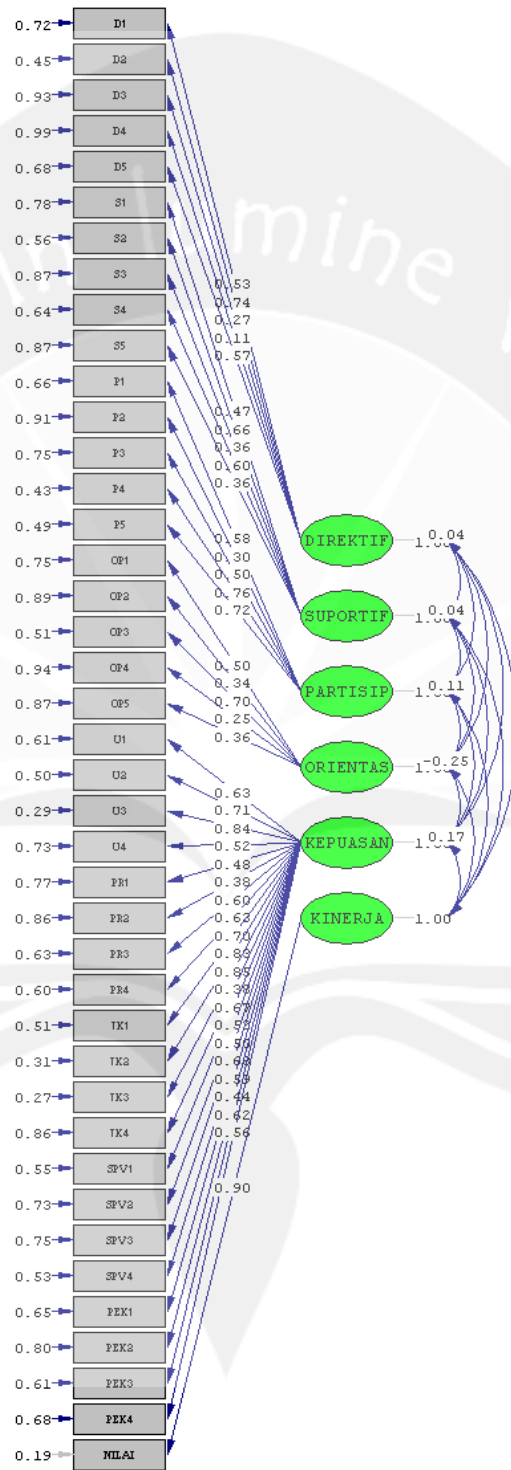 0.72 D1
0.45 D2
0.93 D3
0.99 D4
0.68 D5
0.78 S1
0.56 S2
0.87 S3
0.64 S4
0.87 S5
0.66 P1
0.91 P2
0.75 P3
0.43 P4
0.49 P5
0.75 OP1
0.89 OP2
0.51 OP3
0.94 OP4
0.87 OP5
0.61 U1
0.50 U2
0.29 U3
0.73 U4
0.77 PR1
0.86 PR2
0.63 PR3
0.60 PR4
0.51 IK1
0.31 IK2
0.27 IK3
0.86 IK4
0.55 SPV1
0.73 SPV2
0.75 SPV3
0.53 SPV4
0.65 PEK1
0.80 PEK2
0.61 PEK3
0.68 PEK4
0.19 NILAI
0.53
0.74
0.27
0.11
0.57
0.47
0.66
0.36
0.60
0.36
0.58
0.30
0.50
0.76
0.72
0.50
0.34
0.70
0.25
0.36
0.63
0.71
0.84
0.52
0.48
0.38
0.60
0.63
0.70
0.83
0.85
0.38
0.67
0.53
0.50
0.68
0.59
0.44
0.62
0.56
0.90
DIREKTIF 0.04
SUPORTIF 0.04
PARTISIP 0.11
ORIENTAS -0.25
KEPUASAN 0.17
KINERJA 1.00
in lumine